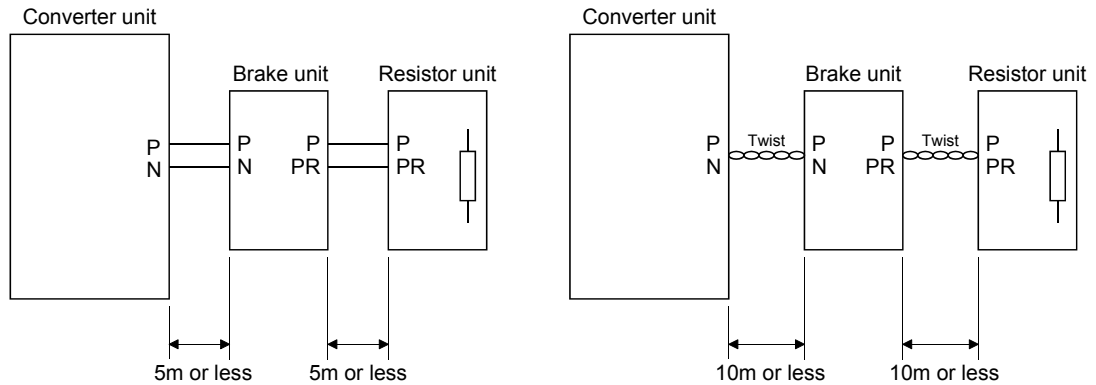 Converter unit
Brake unit
Resistor unit
P
N
P
N
P
PR
P
PR
5m or less
5m or less
Converter unit
Brake unit
Resistor unit
P
N
Twist
P
N
P
PR
Twist
P
PR
10m or less
10m or less